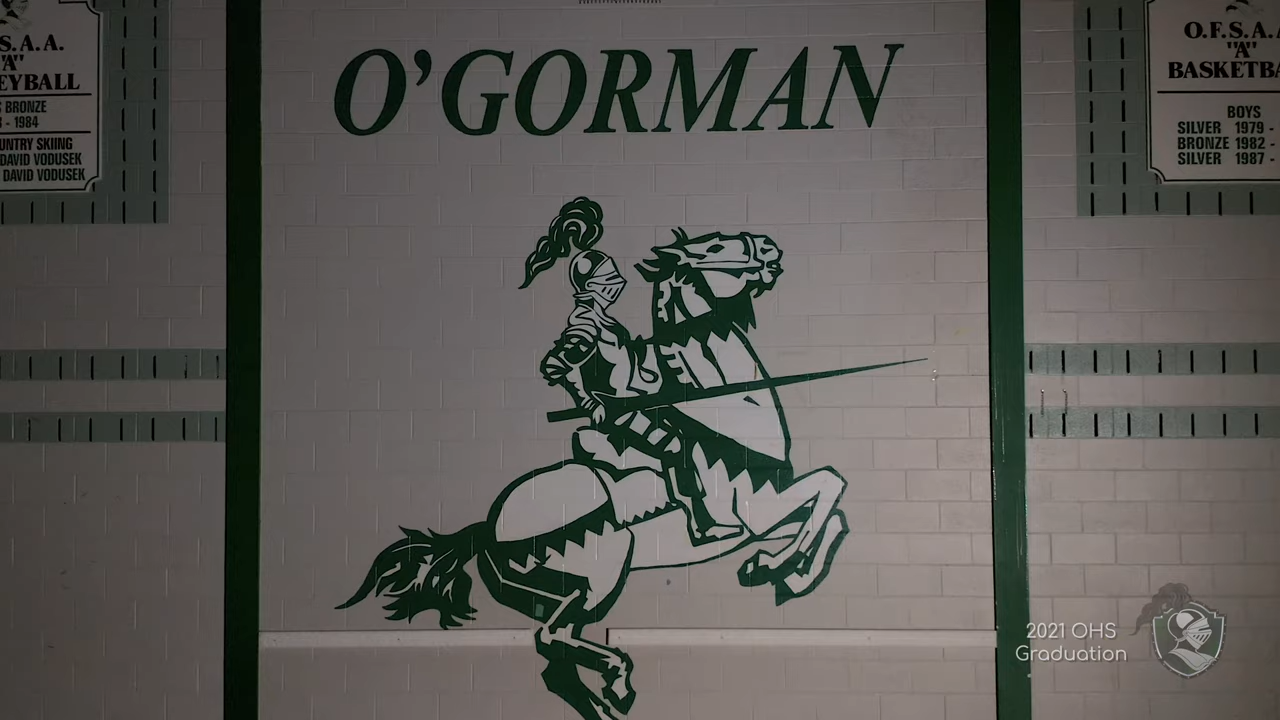 S.A.A.
"A"
EYBALL
BRONZE
- 1984
UNTRY SKIING
DAVID VODUSEK
DAVID VODUSEK
O'GORMAN
O.F.S.A.A
"A"
BASKETBA
BOYS
SILVER 1979 -
BRONZE 1982 -
SILVER 1987 -
2021 OHS
Graduation